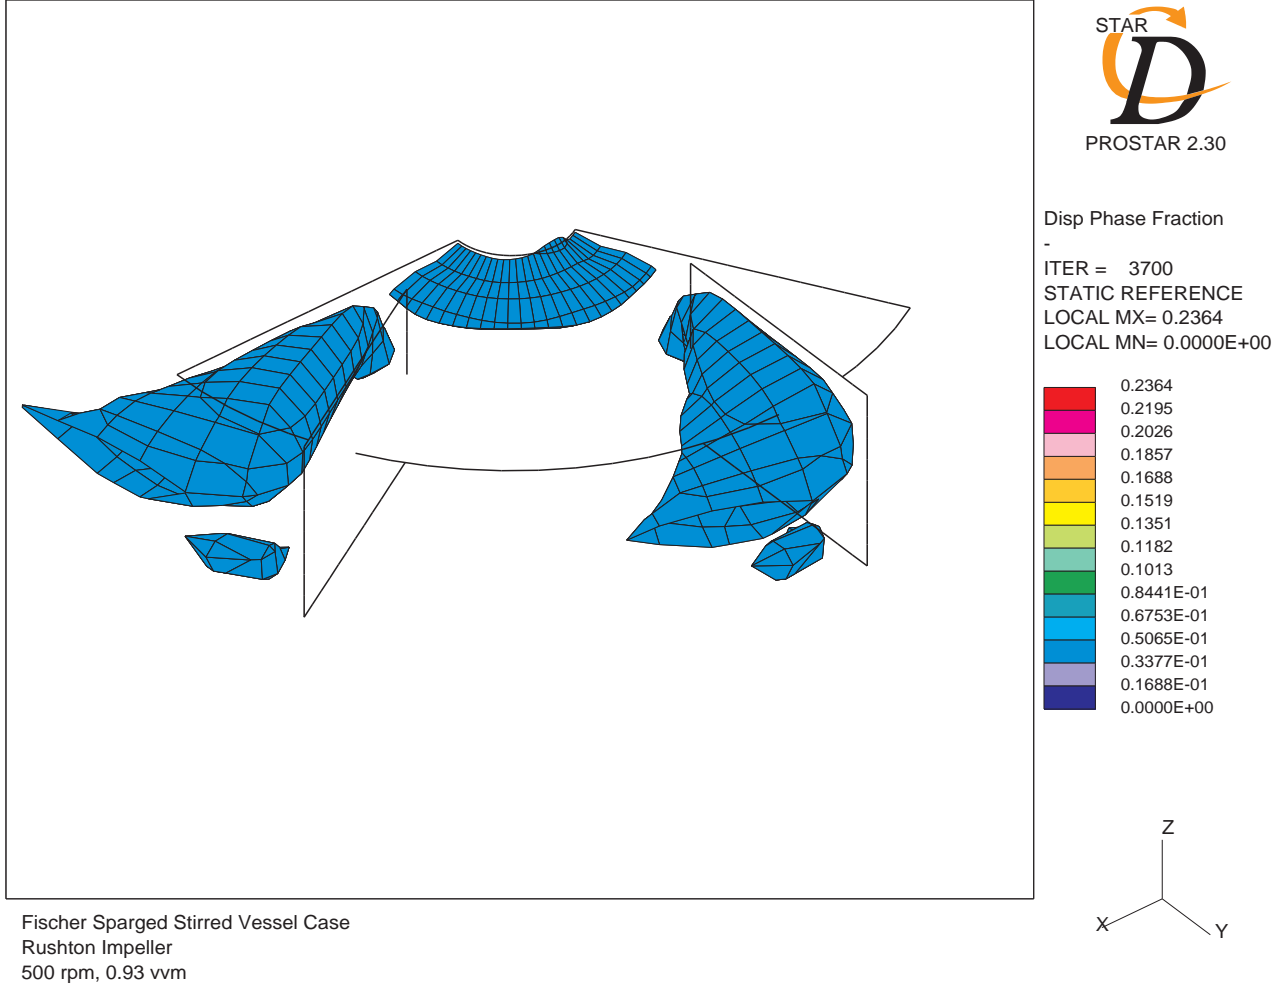 STAR
D
PROSTAR 2.30
Disp Phase Fraction
-
ITER = 3700
STATIC REFERENCE
LOCAL MX= 0.2364
LOCAL MN= 0.0000E+00
0.2364
0.2195
0.2026
0.1857
0.1688
0.1519
0.1351
0.1182
0.1013
0.8441E-01
0.6753E-01
0.5065E-01
0.3377E-01
0.1688E-01
0.0000E+00
Z
X
Y
Fischer Sparged Stirred Vessel Case
Rushton Impeller
500 rpm, 0.93 vvm